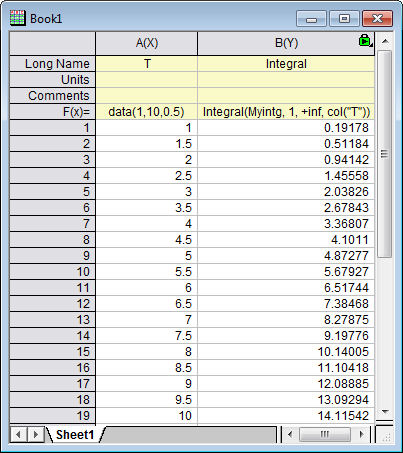 Book1
A(X) B(Y)
Long Name T Integral
Units
Comments
F(x)= data(1,10,0.5) Integral(Myintg, 1, +inf, col("T"))
1 1 0.19178
2 1.5 0.51184
3 2 0.94142
4 2.5 1.45558
5 3 2.03826
6 3.5 2.67843
7 4 3.36807
8 4.5 4.1011
9 5 4.87277
10 5.5 5.67927
11 6 6.51744
12 6.5 7.38468
13 7 8.27875
14 7.5 9.19776
15 8 10.14005
16 8.5 11.10418
17 9 12.08885
18 9.5 13.09294
19 10 14.11542
Sheet1